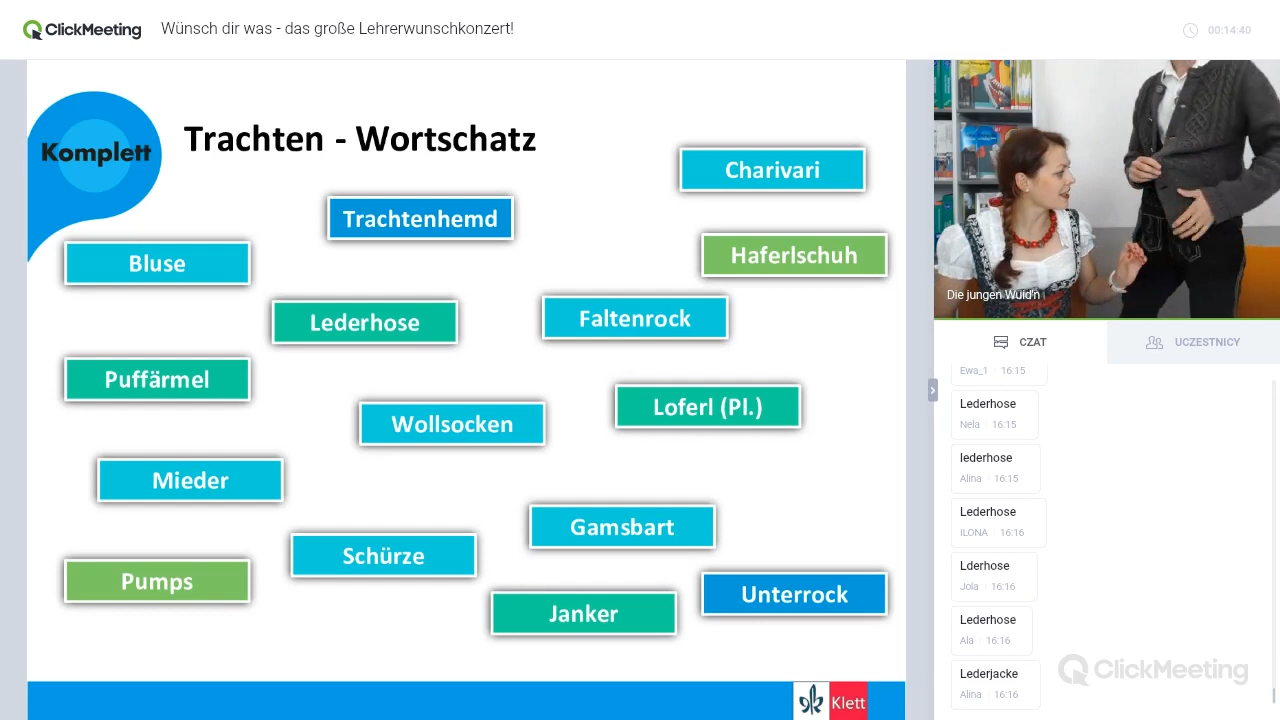 ClickMeeting
Wünsch dir was - das große Lehrerwunschkonzert!
00:14:40
Komplett
Trachten - Wortschatz
Charivari
Trachtenhemd
Haferlschuh
Bluse
Lederhose
Faltenrock
Puffärmel
Loferl (Pl.)
Wollsocken
Mieder
Gamsbart
Schürze
Pumps
Unterrock
Janker
Klett
Die jungen Wuid'n
CZAT
UCZESTNICY
Ewa_1 16:15
Lederhose
Nela 16:15
lederhose
Alina 16:15
Lederhose
ILONA 16:16
Lderhose
Jola 16:16
Lederhose
Ala 16:16
Lederjacke
Alina 16:16
ClickMeeting